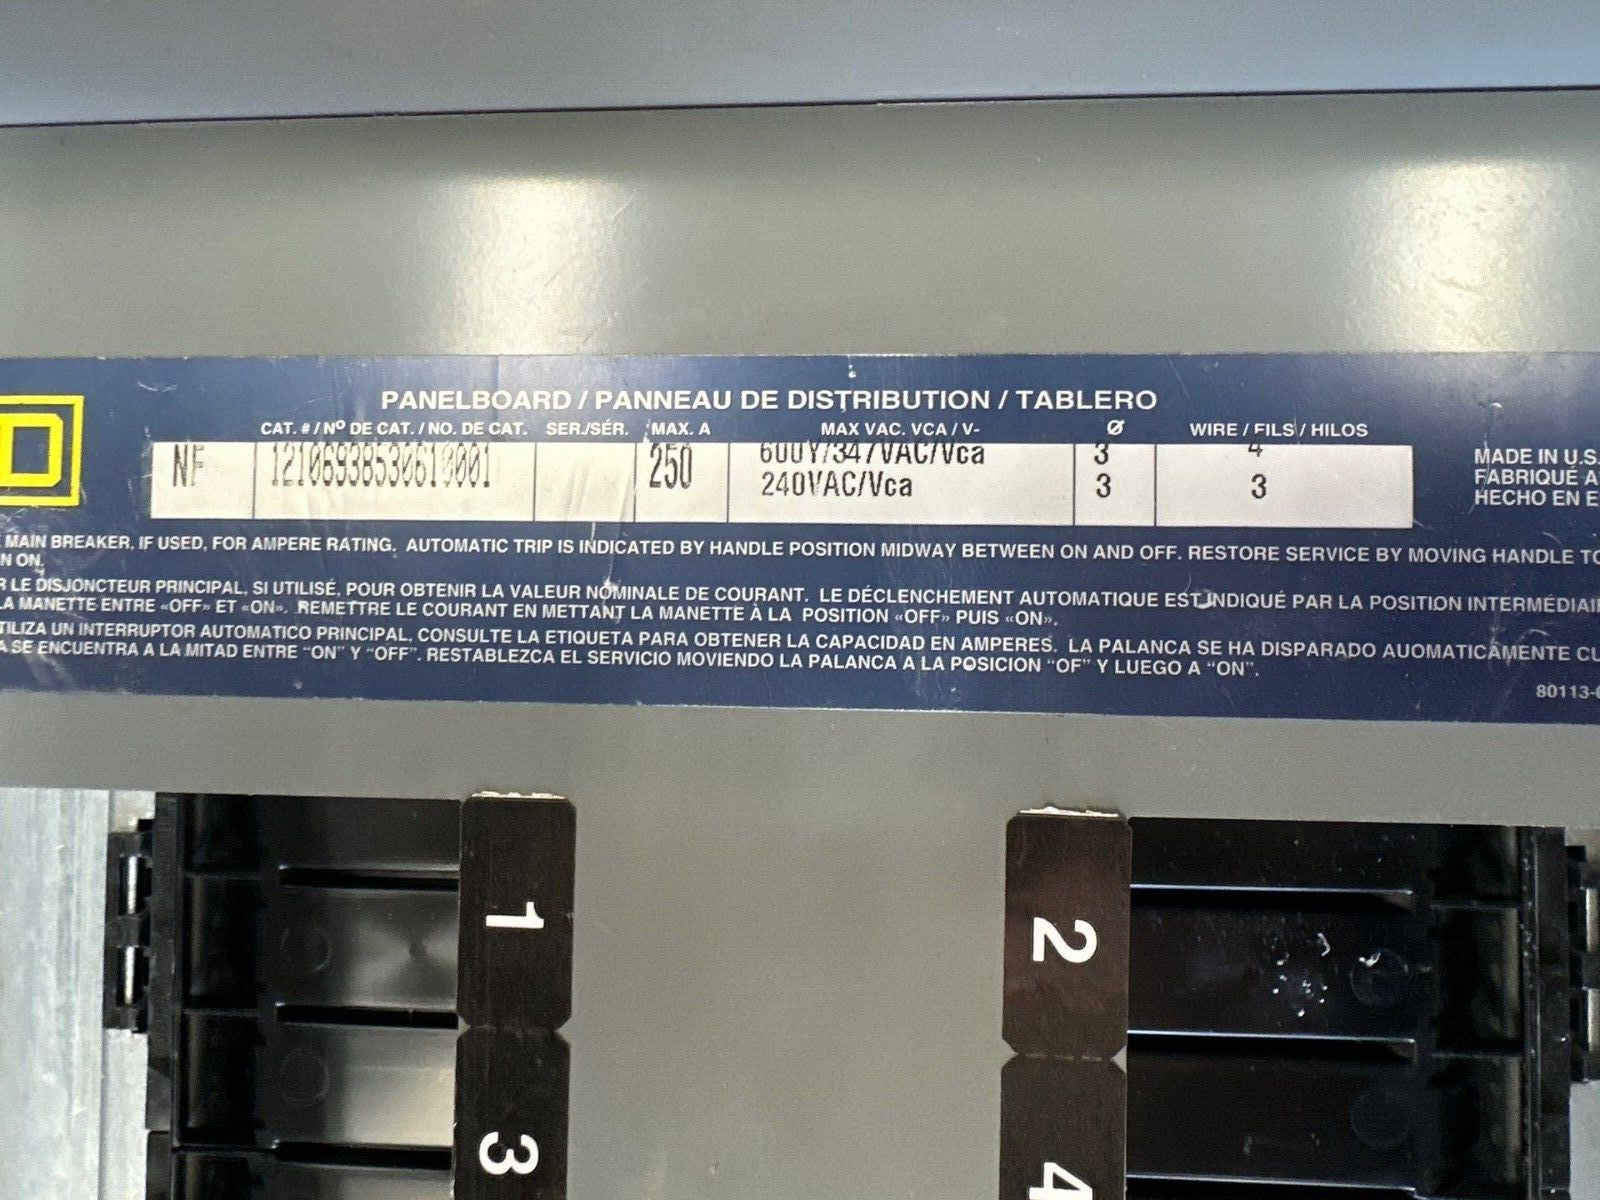 D
PANELBOARD / PANNEAU DE DISTRIBUTION / TABLERO
CAT. # / Nº DE CAT. / NO. DE CAT. SER./SÉR. MAX. A MAX VAC. VCA / V- Ø WIRE / FILS / HILOS
NF 12106938530610001 250 600Y/347VAC/Vca 3 4
240VAC/Vca 3 3
MADE IN U.S.
FABRIQUÉ A
HECHO EN E
MAIN BREAKER, IF USED, FOR AMPERE RATING. AUTOMATIC TRIP IS INDICATED BY HANDLE POSITION MIDWAY BETWEEN ON AND OFF. RESTORE SERVICE BY MOVING HANDLE TO
N ON.
R LE DISJONCTEUR PRINCIPAL, SI UTILISÉ, POUR OBTENIR LA VALEUR NOMINALE DE COURANT. LE DÉCLENCHEMENT AUTOMATIQUE EST INDIQUÉ PAR LA POSITION INTERMÉDIAI
LA MANETTE ENTRE «OFF» ET «ON». REMETTRE LE COURANT EN METTANT LA MANETTE À LA POSITION «OFF» PUIS «ON».
TILIZA UN INTERRUPTOR AUTOMATICO PRINCIPAL, CONSULTE LA ETIQUETA PARA OBTENER LA CAPACIDAD EN AMPERES. LA PALANCA SE HA DISPARADO AUOMATICAMENTE CU
A SE ENCUENTRA A LA MITAD ENTRE "ON" Y "OFF". RESTABLEZCA EL SERVICIO MOVIENDO LA PALANCA A LA POSICION "OF" Y LUEGO A "ON".
80113-
1
2
3
4